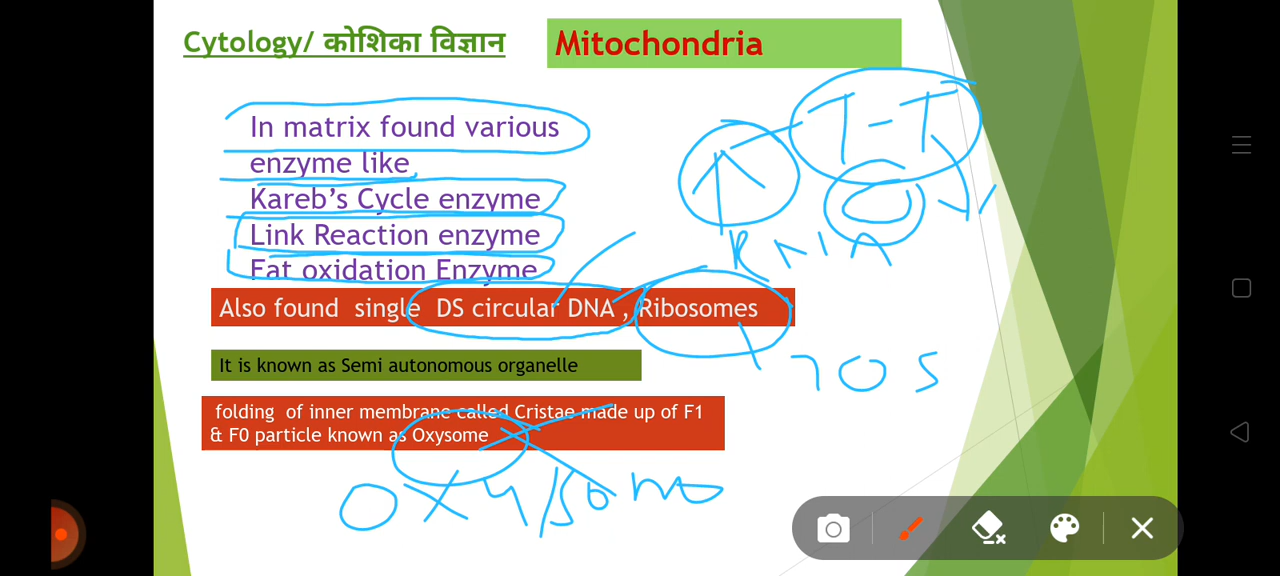 Cytology/ कोशिका विज्ञान
Mitochondria
In matrix found various
enzyme like
Kareb's Cycle enzyme
Link Reaction enzyme
Fat oxidation Enzyme
Also found single DS circular DNA , Ribosomes
It is known as Semi autonomous organelle
folding of inner membrane called Cristae made up of F1
& F0 particle known as Oxysome
T-T
RNA
70 S